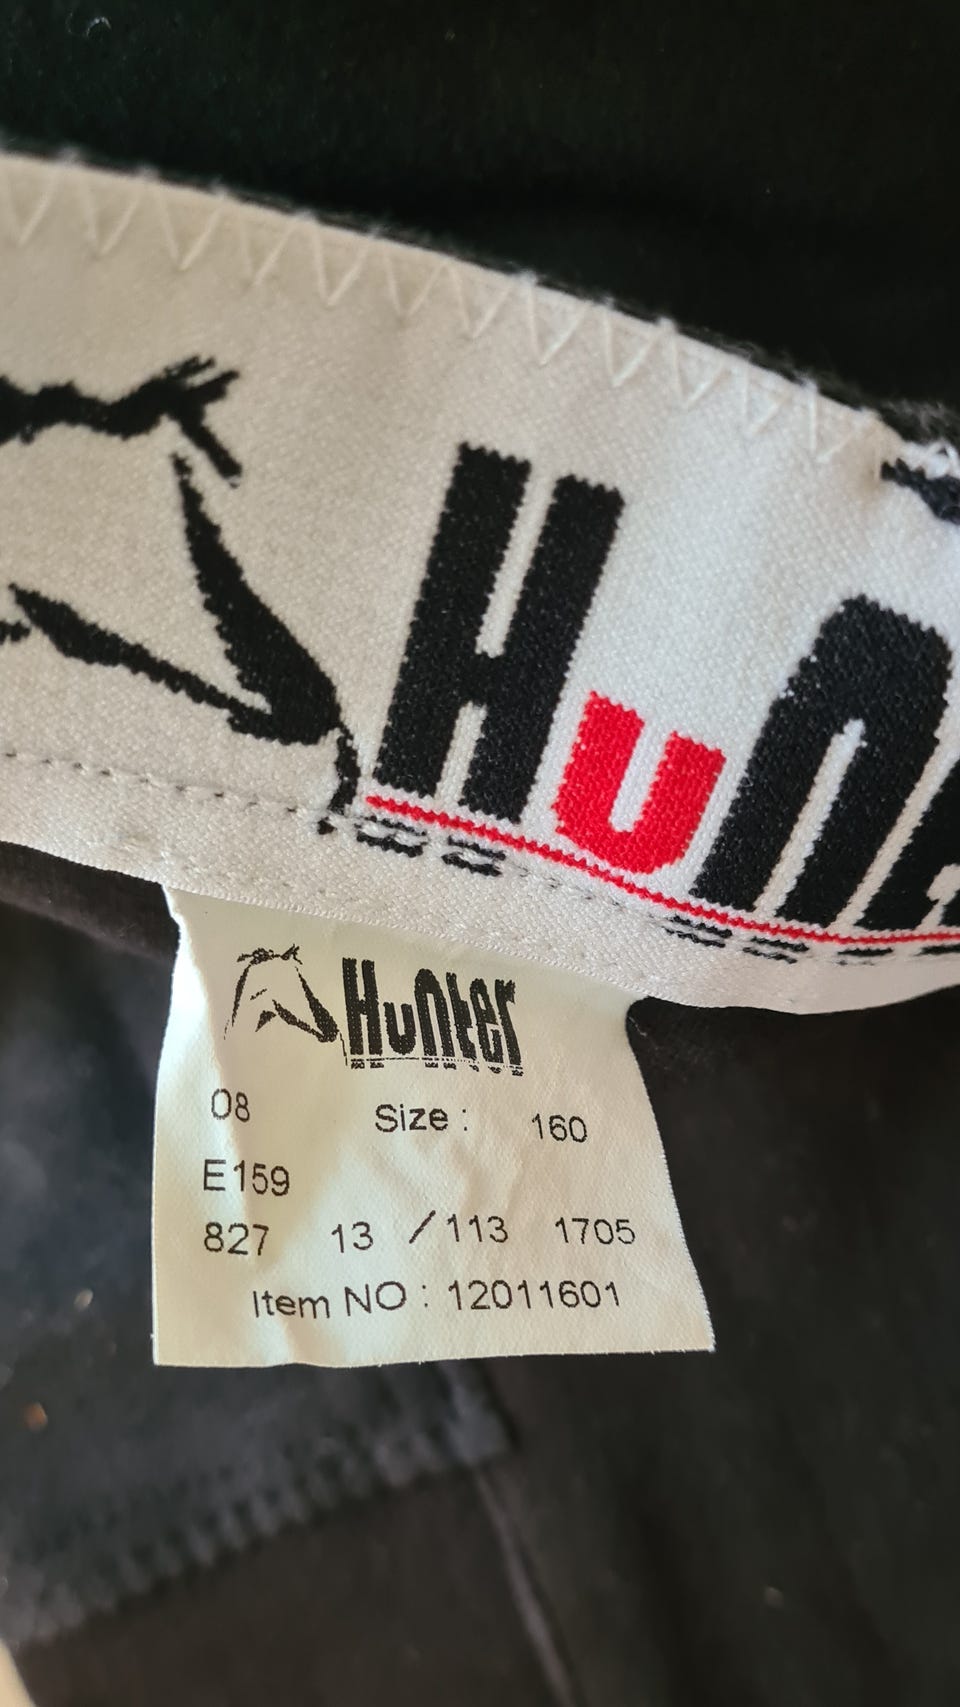 Hunter
08 Size : 160
E159
827 13 /113 1705
Item NO : 12011601